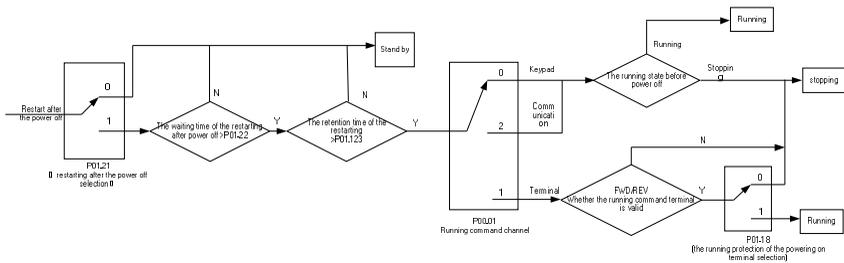 Running
Running
Stand by
Keypad
0
0
1
2
1
Restart after
the power off
N
N
Y
Y
The waiting time of the restarting
after power off >P01.22
The retention time of the
restarting
>P01.123
P01.21
restarting after the power off
selection
Comm
unicati
on
The running state before
power off
Stoppin
g
stopping
N
Terminal
FWD/REV
Whether the running command terminal
is valid
Y
0
1
Running
P00.01
Running command channel
P01.18
(the running protection of the powering on
terminal selection)